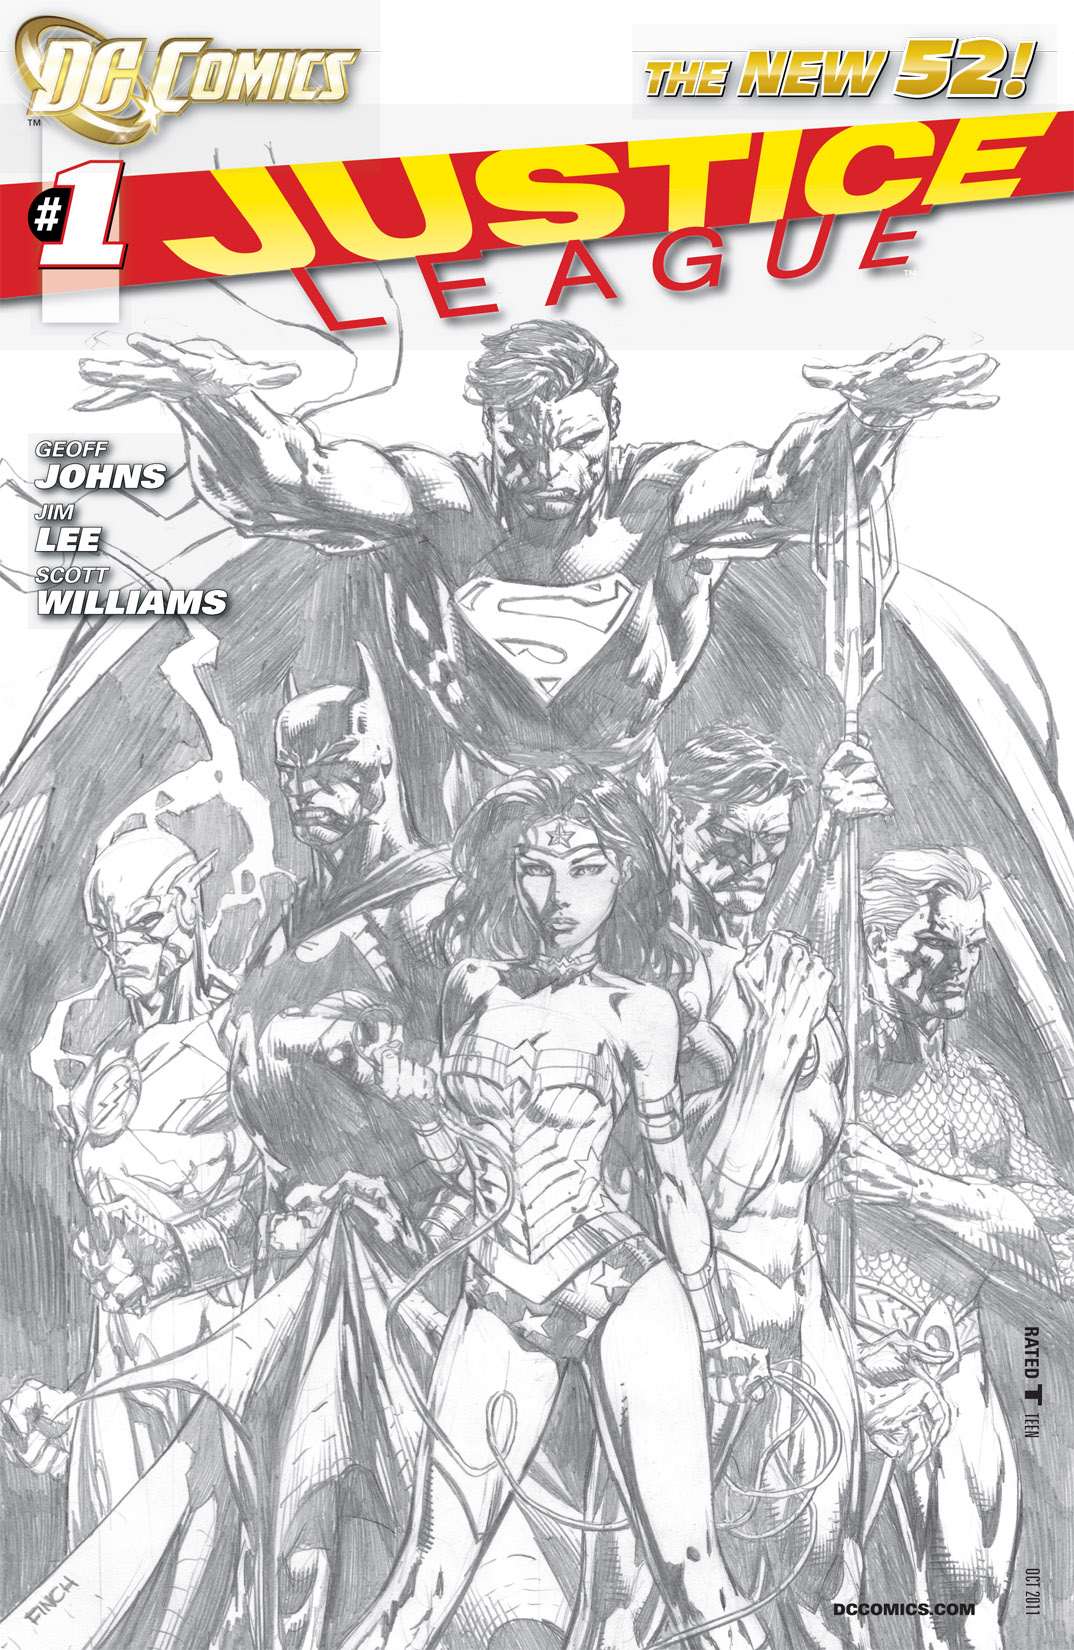 DC COMICS
TM
THE NEW 52!
#1
JUSTICE
LEAGUE
TM
GEOFF
JOHNS
JIM
LEE
SCOTT
WILLIAMS
S
RATED T TEEN
OCT 2011
FINCH
DCCOMICS.COM